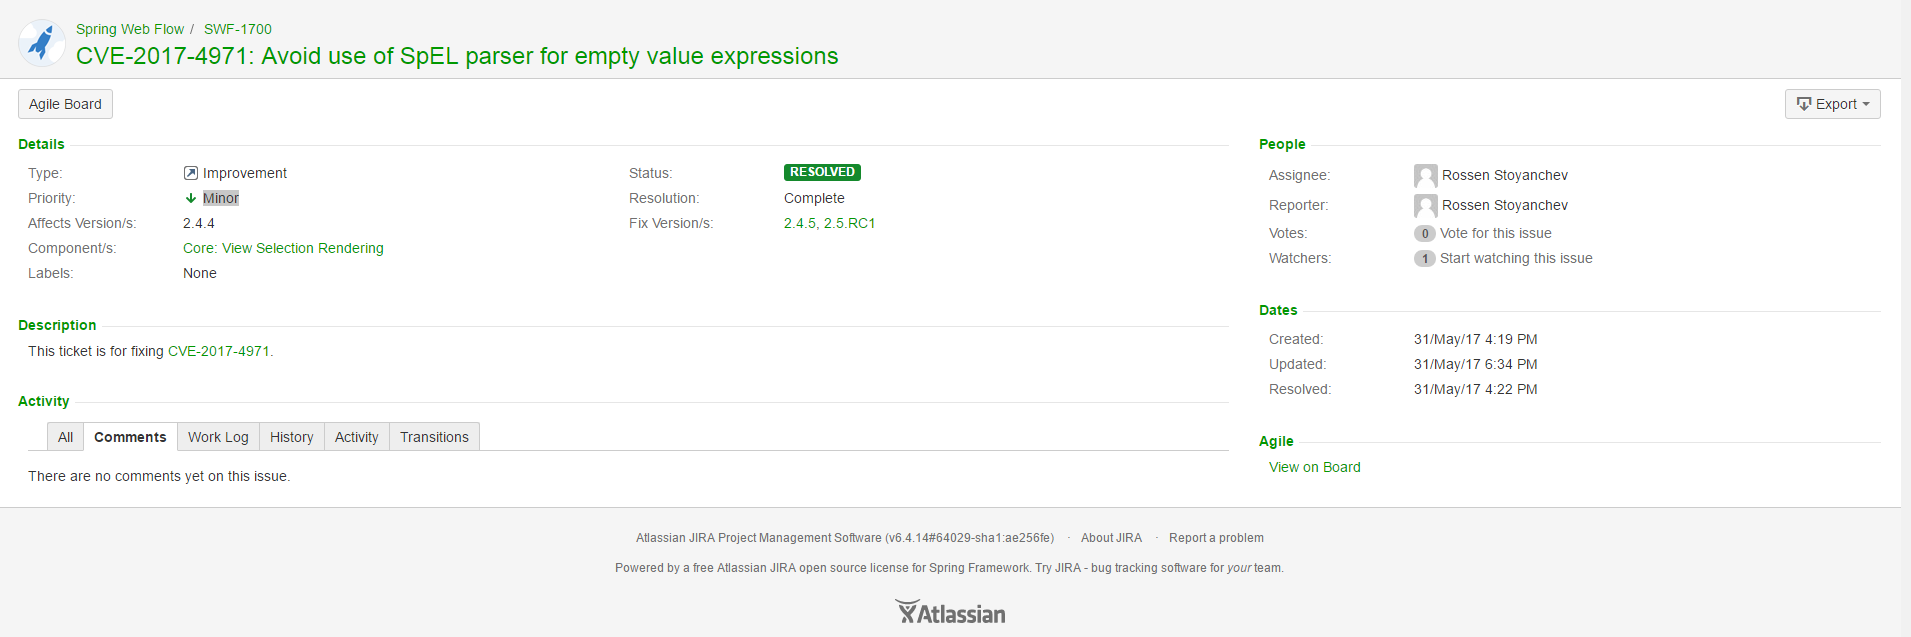 Spring Web Flow / SWF-1700
CVE-2017-4971: Avoid use of SpEL parser for empty value expressions
Agile Board
Export
Details
Type: Improvement
Priority: Minor
Affects Version/s: 2.4.4
Component/s: Core: View Selection Rendering
Labels: None
Status: RESOLVED
Resolution: Complete
Fix Version/s: 2.4.5, 2.5.RC1
Description
This ticket is for fixing CVE-2017-4971.
Activity
All Comments Work Log History Activity Transitions
There are no comments yet on this issue.
People
Assignee: Rossen Stoyanchev
Reporter: Rossen Stoyanchev
Votes: 0 Vote for this issue
Watchers: 1 Start watching this issue
Dates
Created: 31/May/17 4:19 PM
Updated: 31/May/17 6:34 PM
Resolved: 31/May/17 4:22 PM
Agile
View on Board
Atlassian JIRA Project Management Software (v6.4.14#64029-sha1:ae256fe) · About JIRA · Report a problem
Powered by a free Atlassian JIRA open source license for Spring Framework. Try JIRA - bug tracking software for your team.
Atlassian